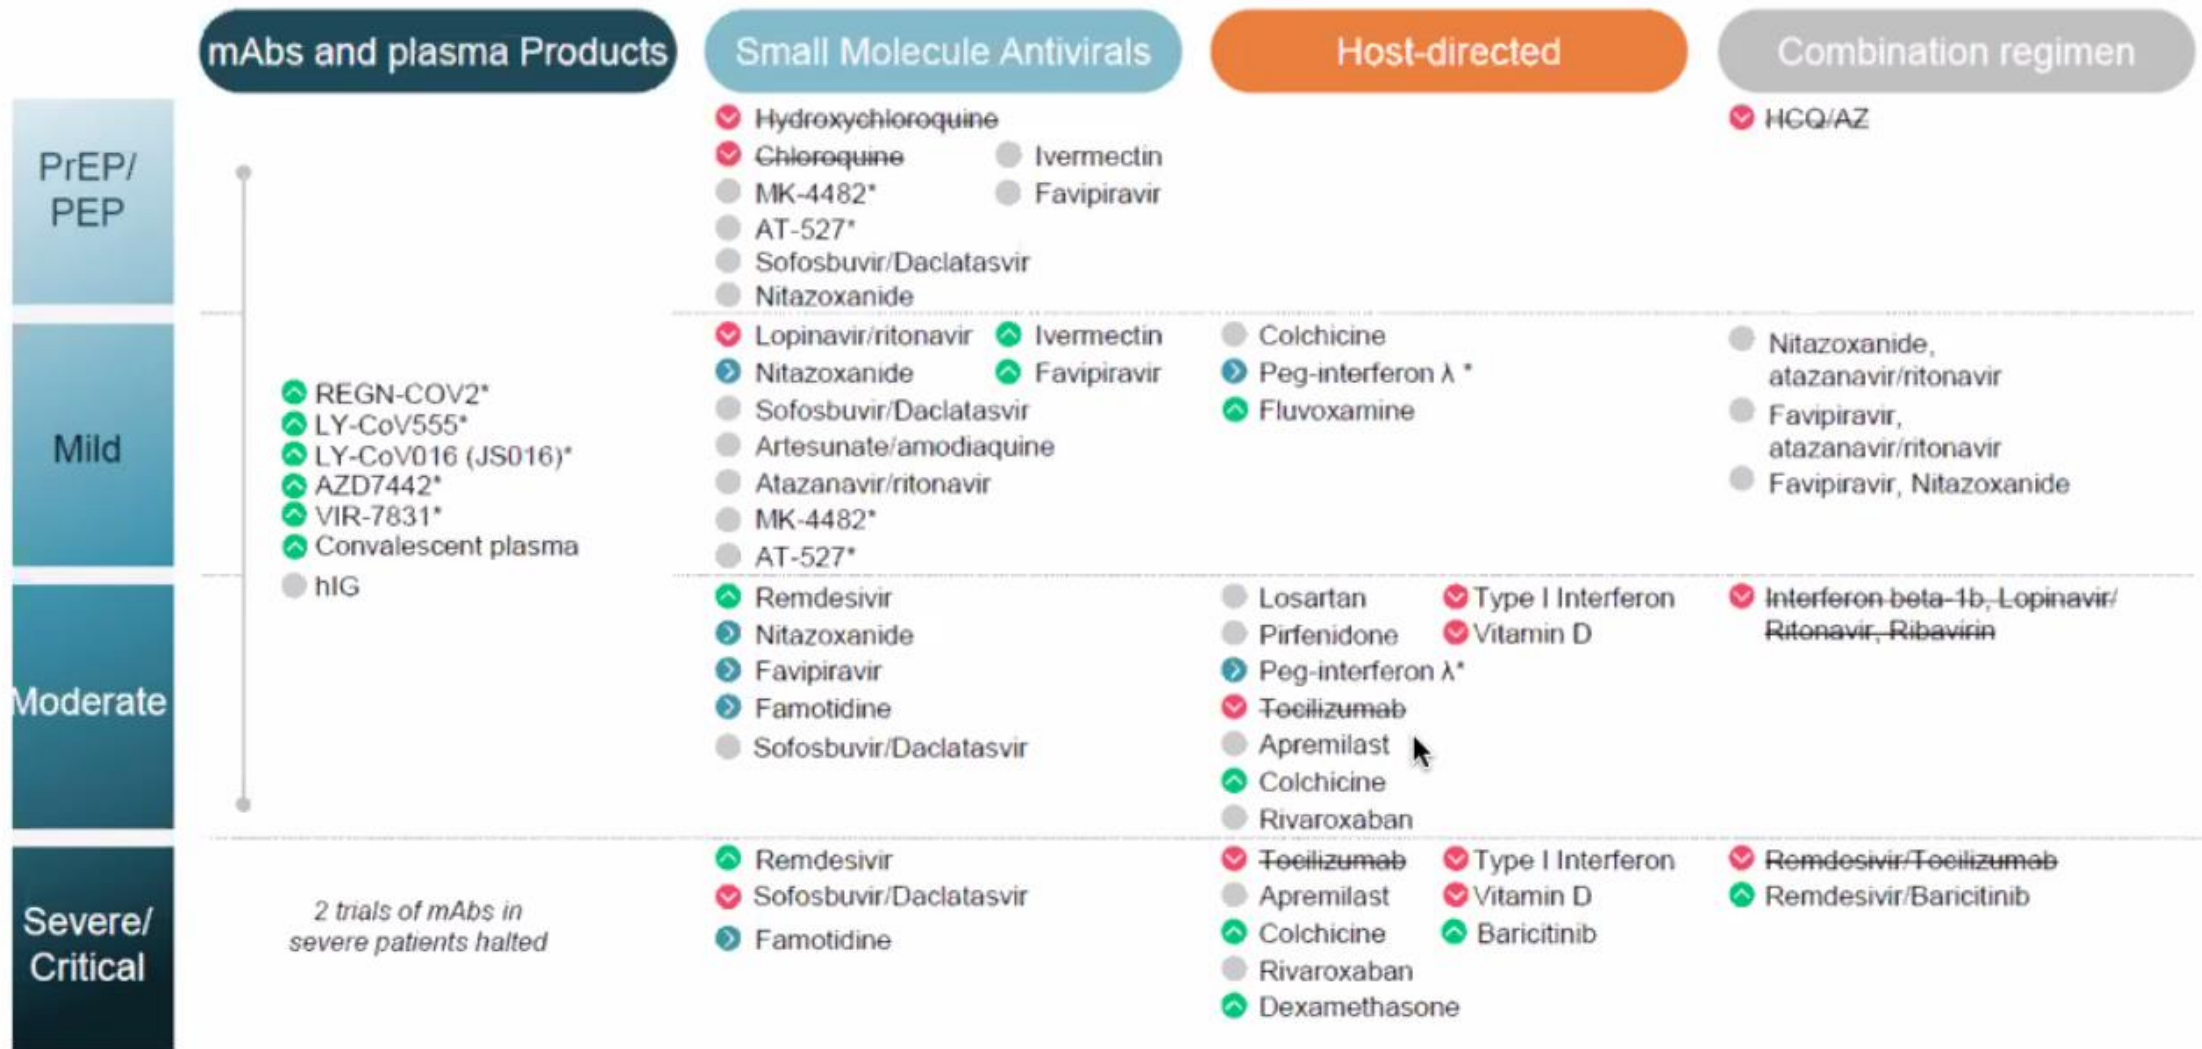 mAbs and plasma Products
Small Molecule Antivirals
Host-directed
Combination regimen
PrEP/
PEP
Hydroxychloroquine
Chloroquine
MK-4482*
AT-527*
Sofosbuvir/Daclatasvir
Nitazoxanide
Ivermectin
Favipiravir
HCQ/AZ
Mild
REGN-COV2*
LY-CoV555*
LY-CoV016 (JS016)*
AZD7442*
VIR-7831*
Convalescent plasma
hIG
Lopinavir/ritonavir
Nitazoxanide
Sofosbuvir/Daclatasvir
Artesunate/amodiaquine
Atazanavir/ritonavir
MK-4482*
AT-527*
Ivermectin
Favipiravir
Colchicine
Peg-interferon λ *
Fluvoxamine
Nitazoxanide,
atazanavir/ritonavir
Favipiravir,
atazanavir/ritonavir
Favipiravir, Nitazoxanide
Moderate
Remdesivir
Nitazoxanide
Favipiravir
Famotidine
Sofosbuvir/Daclatasvir
Losartan
Pirfenidone
Peg-interferon λ*
Tocilizumab
Apremilast
Colchicine
Rivaroxaban
Type I Interferon
Vitamin D
Interferon beta-1b, Lopinavir/
Ritonavir, Ribavirin
Severe/
Critical
2 trials of mAbs in
severe patients halted
Remdesivir
Sofosbuvir/Daclatasvir
Famotidine
Tocilizumab
Apremilast
Colchicine
Rivaroxaban
Dexamethasone
Type I Interferon
Vitamin D
Baricitinib
Remdesivir/Tocilizumab
Remdesivir/Baricitinib